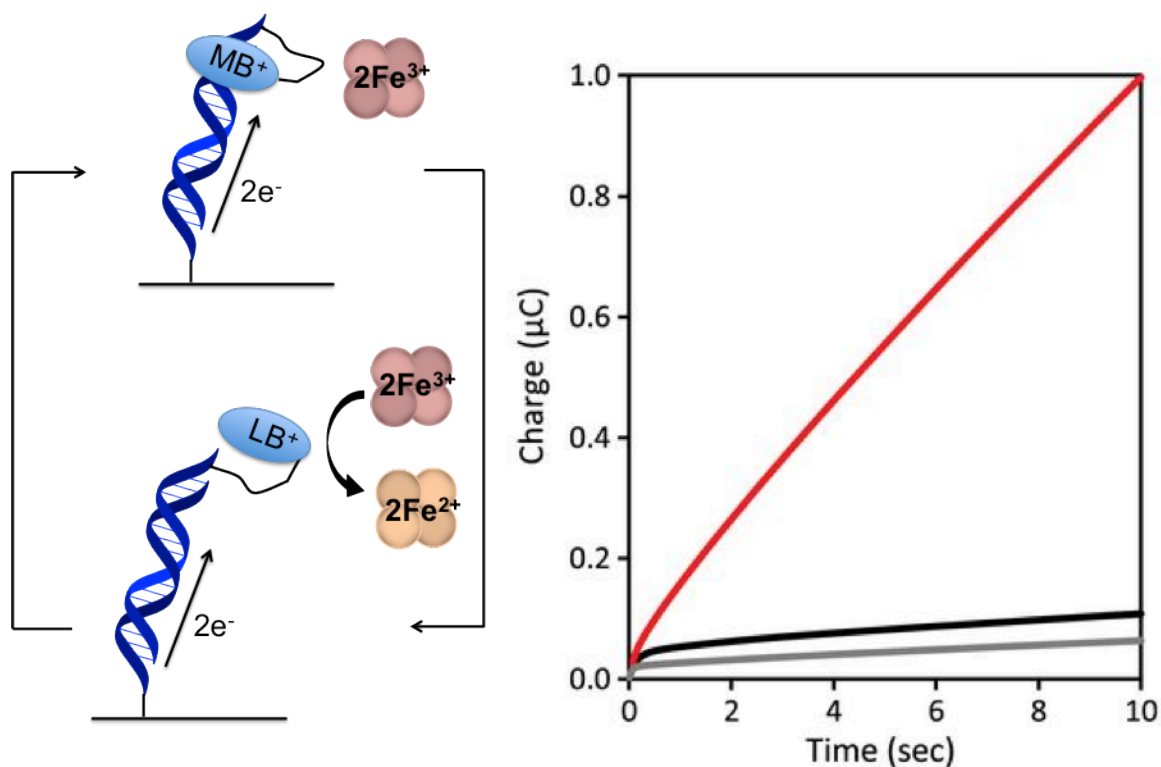 MB⁺
2Fe³⁺
2e⁻
2Fe³⁺
LB⁺
2Fe²⁺
2e⁻
Charge (µC)
1.0
0.8
0.6
0.4
0.2
0.0
0 2 4 6 8 10
Time (sec)